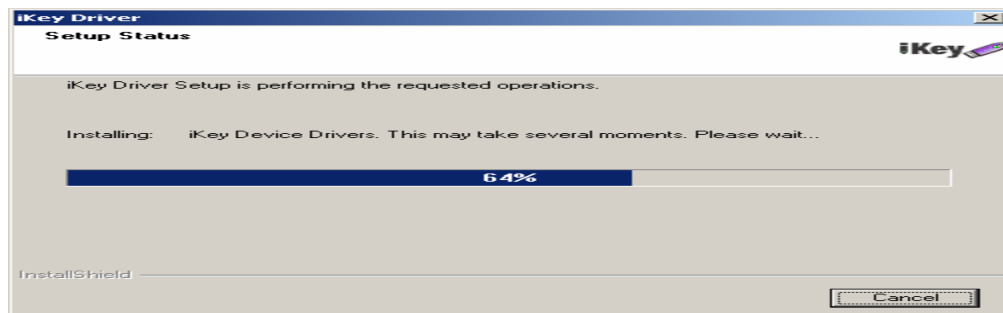 iKey Driver
Setup Status
iKey
iKey Driver Setup is performing the requested operations.
Installing: iKey Device Drivers. This may take several moments. Please wait...
64%
InstallShield
Cancel